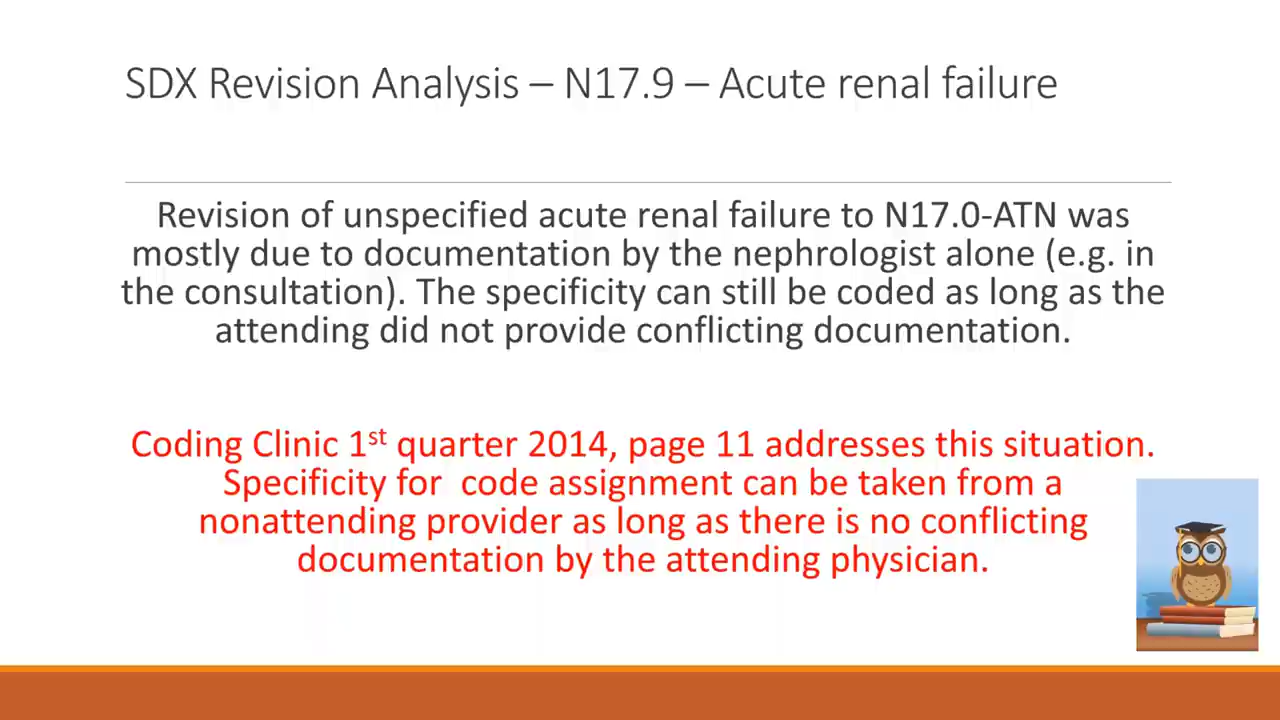 SDX Revision Analysis – N17.9 – Acute renal failure
Revision of unspecified acute renal failure to N17.0-ATN was
mostly due to documentation by the nephrologist alone (e.g. in
the consultation). The specificity can still be coded as long as the
attending did not provide conflicting documentation.
Coding Clinic 1st quarter 2014, page 11 addresses this situation.
Specificity for  code assignment can be taken from a
nonattending provider as long as there is no conflicting
documentation by the attending physician.